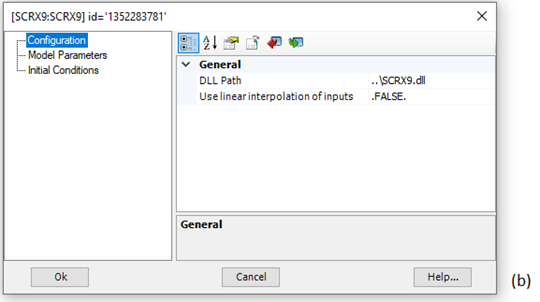 [SCRX9:SCRX9] id='1352283781'
Configuration
Model Parameters
Initial Conditions
General
DLL Path ..\SCRX9.dll
Use linear interpolation of inputs .FALSE.
General
Ok Cancel Help...
(b)